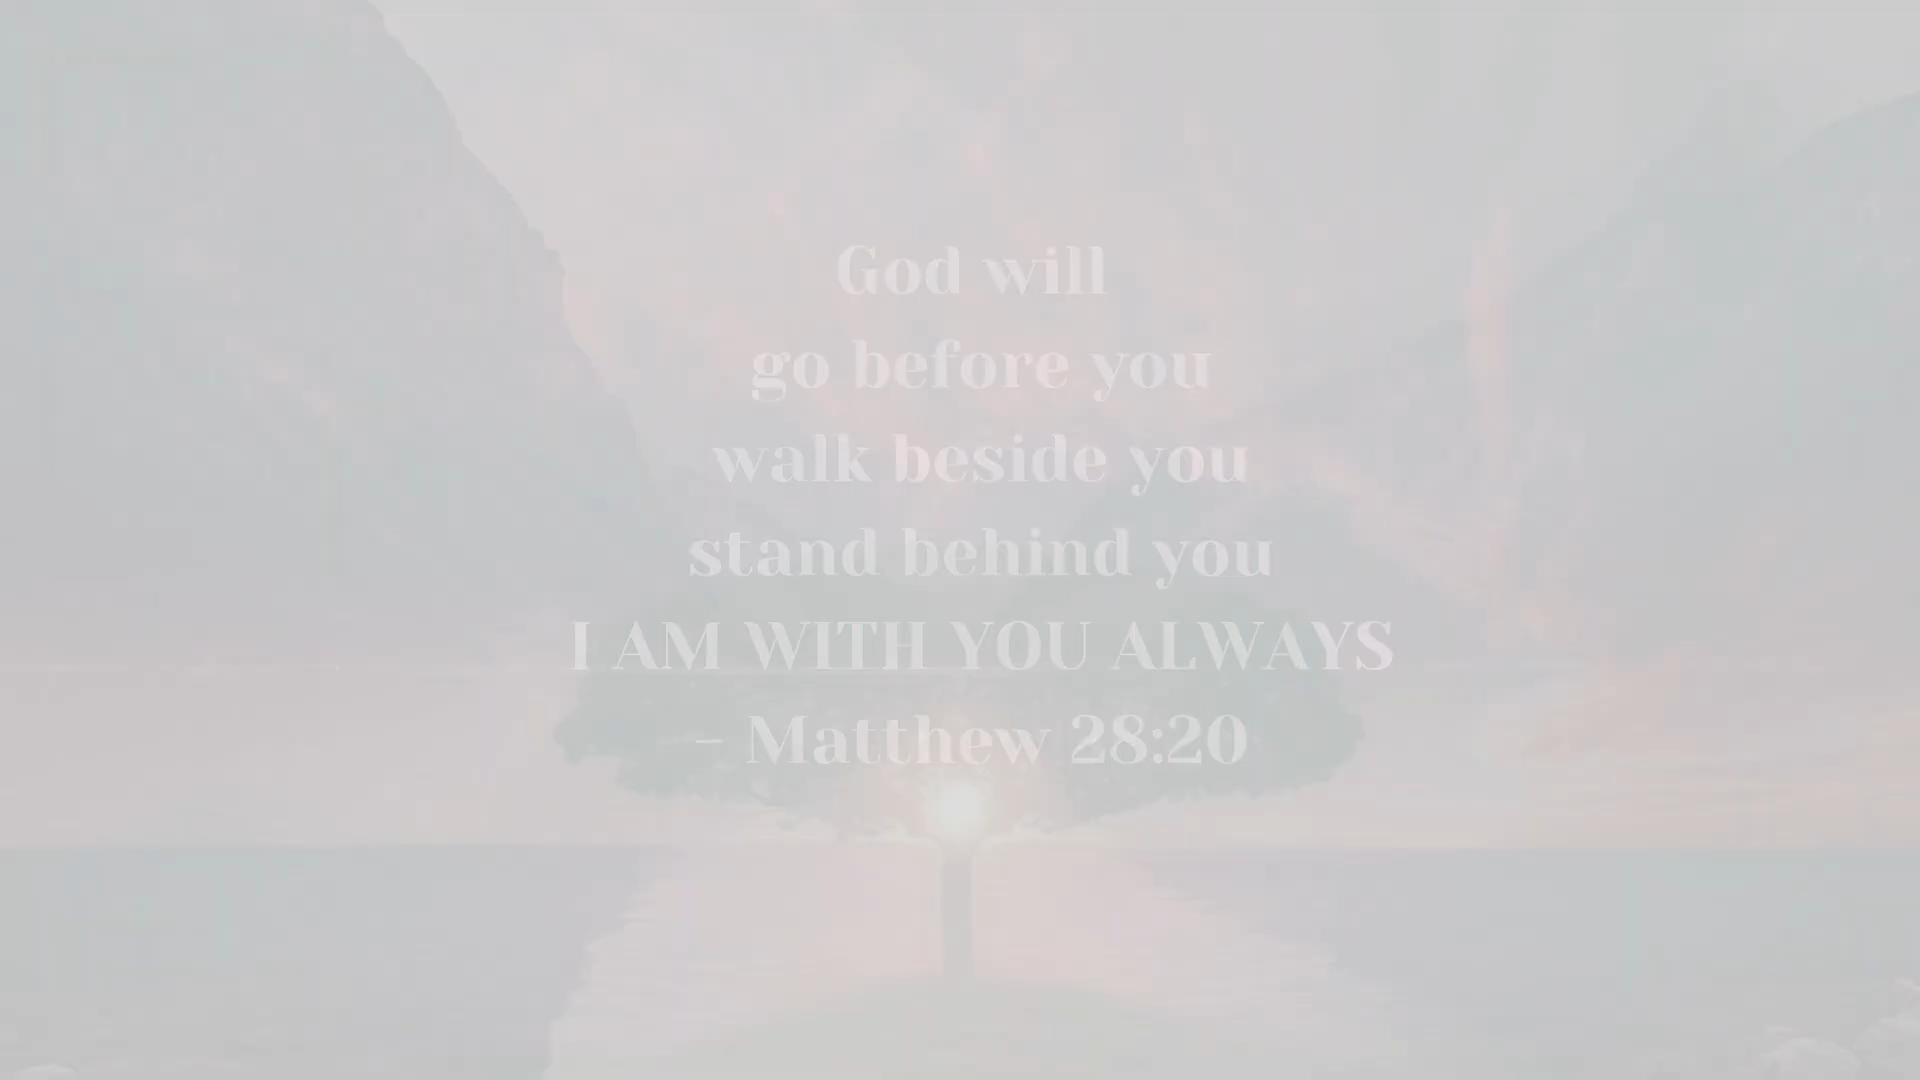 God will
go before you
walk beside you
stand behind you
I AM WITH YOU ALWAYS
– Matthew 28:20